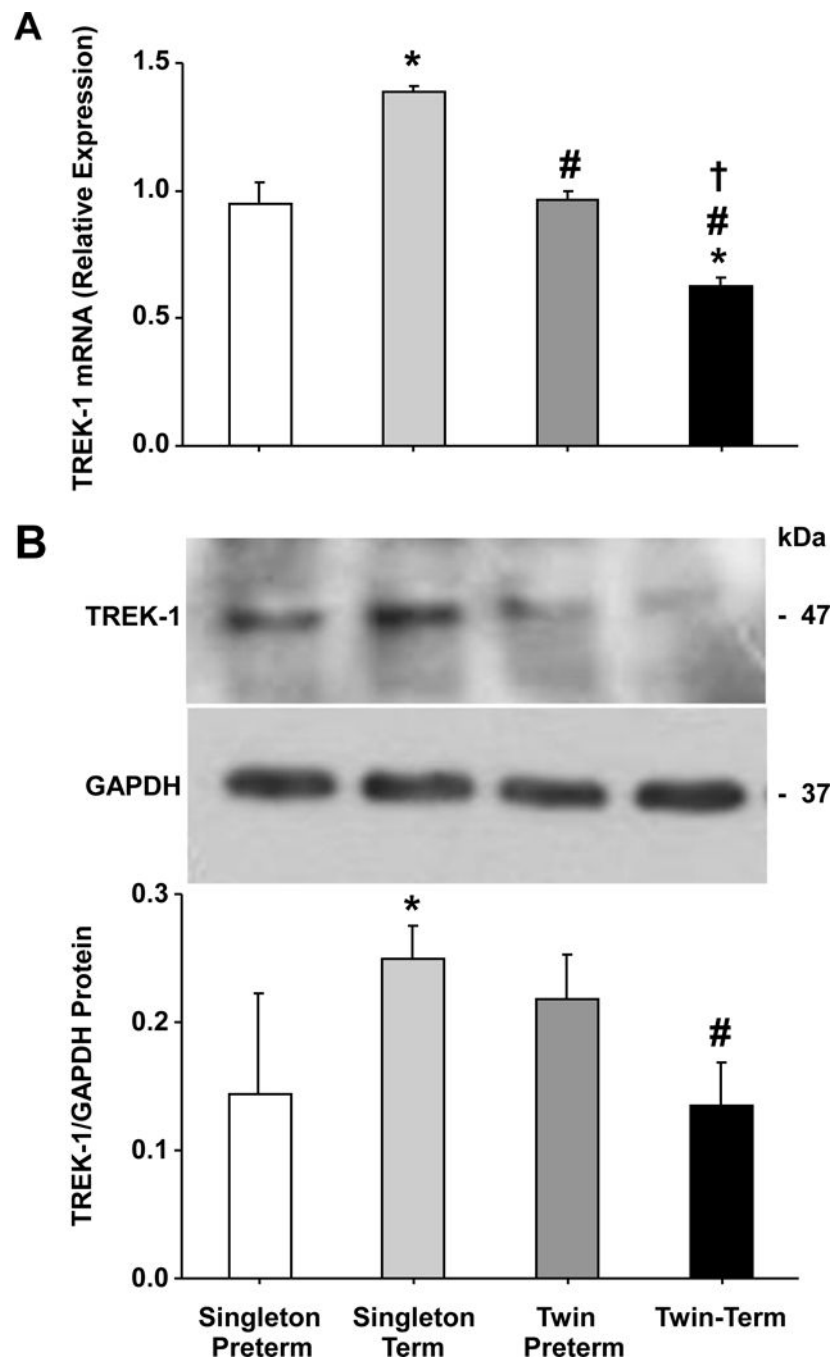 A
TREK-1 mRNA (Relative Expression)
1.5
1.0
0.5
0.0
*
#
†
#
*
B
kDa
TREK-1
- 47
GAPDH
- 37
TREK-1/GAPDH Protein
0.3
0.2
0.1
0.0
*
#
Singleton
Preterm
Singleton
Term
Twin
Preterm
Twin-Term